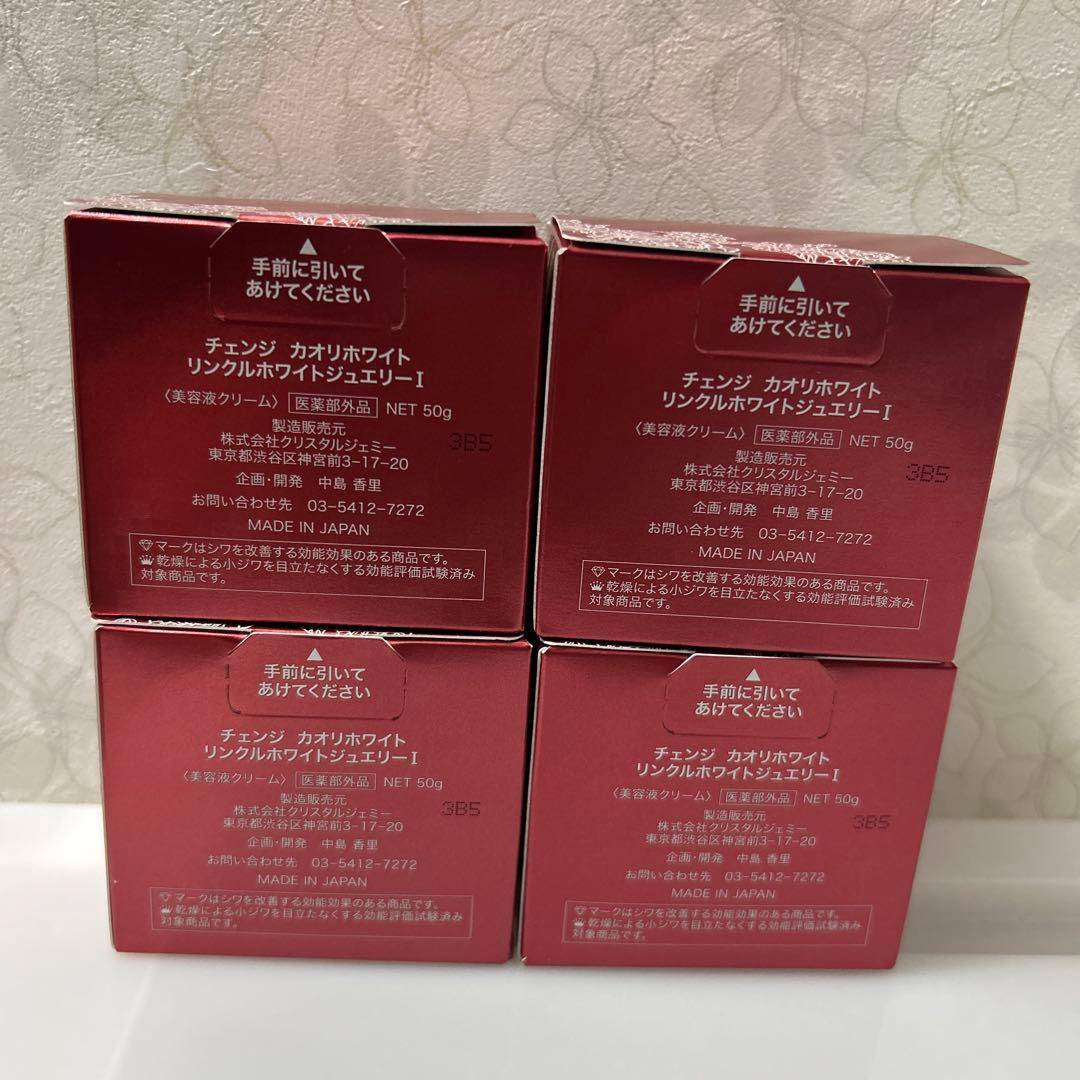 ▲
手前に引いて
あけてください
チェンジ カオリホワイト
リンクルホワイトジュエリーⅠ
〈美容液クリーム〉 医薬部外品 NET 50g
製造販売元
株式会社クリスタルジェミー
3B5
東京都渋谷区神宮前3-17-20
企画・開発 中島 香里
お問い合わせ先 03-5412-7272
MADE IN JAPAN
マークはシワを改善する効能効果のある商品です。
乾燥による小ジワを目立たなくする効能評価試験済み
対象商品です。
▲
手前に引いて
あけてください
チェンジ カオリホワイト
リンクルホワイトジュエリーⅠ
〈美容液クリーム〉 医薬部外品 NET 50g
製造販売元
株式会社クリスタルジェミー
3B5
東京都渋谷区神宮前3-17-20
企画・開発 中島 香里
お問い合わせ先 03-5412-7272
MADE IN JAPAN
マークはシワを改善する効能効果のある商品です。
乾燥による小ジワを目立たなくする効能評価試験済み
対象商品です。
▲
手前に引いて
あけてください
チェンジ カオリホワイト
リンクルホワイトジュエリーⅠ
〈美容液クリーム〉 医薬部外品 NET 50g
製造販売元
株式会社クリスタルジェミー
3B5
東京都渋谷区神宮前3-17-20
企画・開発 中島 香里
お問い合わせ先 03-5412-7272
MADE IN JAPAN
マークはシワを改善する効能効果のある商品です。
乾燥による小ジワを目立たなくする効能評価試験済み
対象商品です。
▲
手前に引いて
あけてください
チェンジ カオリホワイト
リンクルホワイトジュエリーⅠ
〈美容液クリーム〉 医薬部外品 NET 50g
製造販売元
株式会社クリスタルジェミー
3B5
東京都渋谷区神宮前3-17-20
企画・開発 中島 香里
お問い合わせ先 03-5412-7272
MADE IN JAPAN
マークはシワを改善する効能効果のある商品です。
乾燥による小ジワを目立たなくする効能評価試験済み
対象商品です。